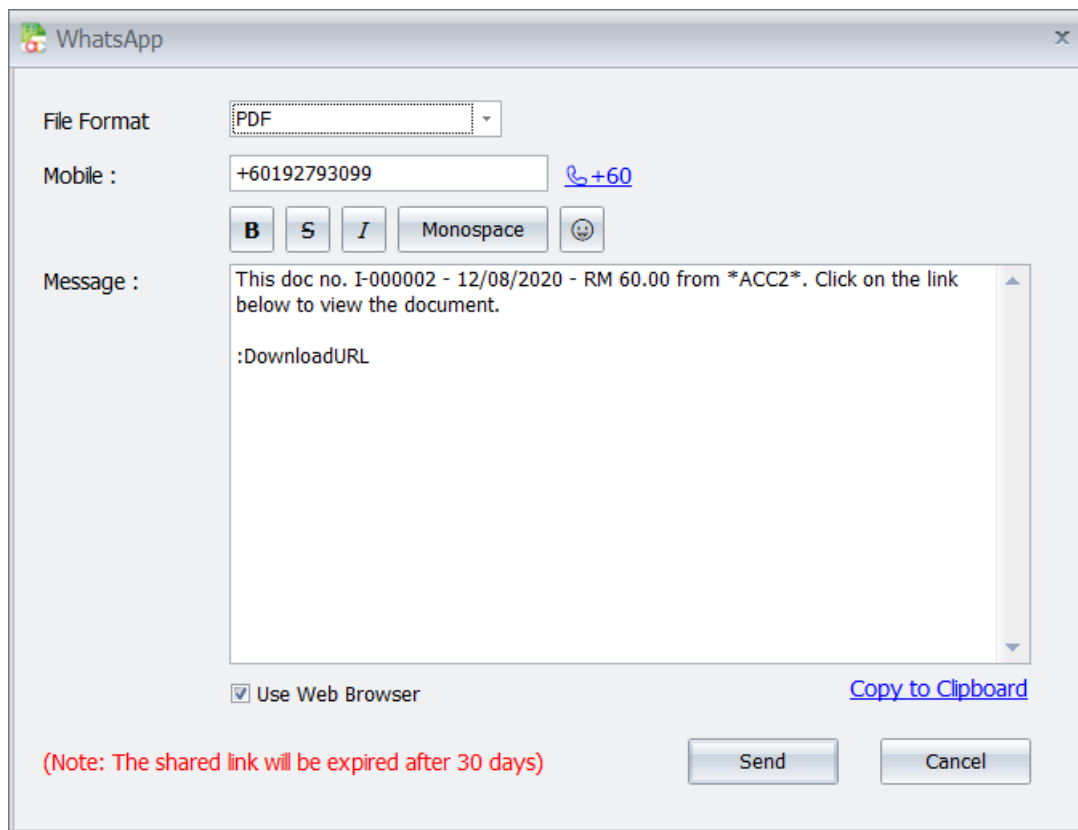 WhatsApp x
File Format PDF
Mobile : +60192793099 +60
B S I Monospace
Message : This doc no. I-000002 - 12/08/2020 - RM 60.00 from *ACC2*. Click on the link
below to view the document.
:DownloadURL
Use Web Browser Copy to Clipboard
(Note: The shared link will be expired after 30 days) Send Cancel